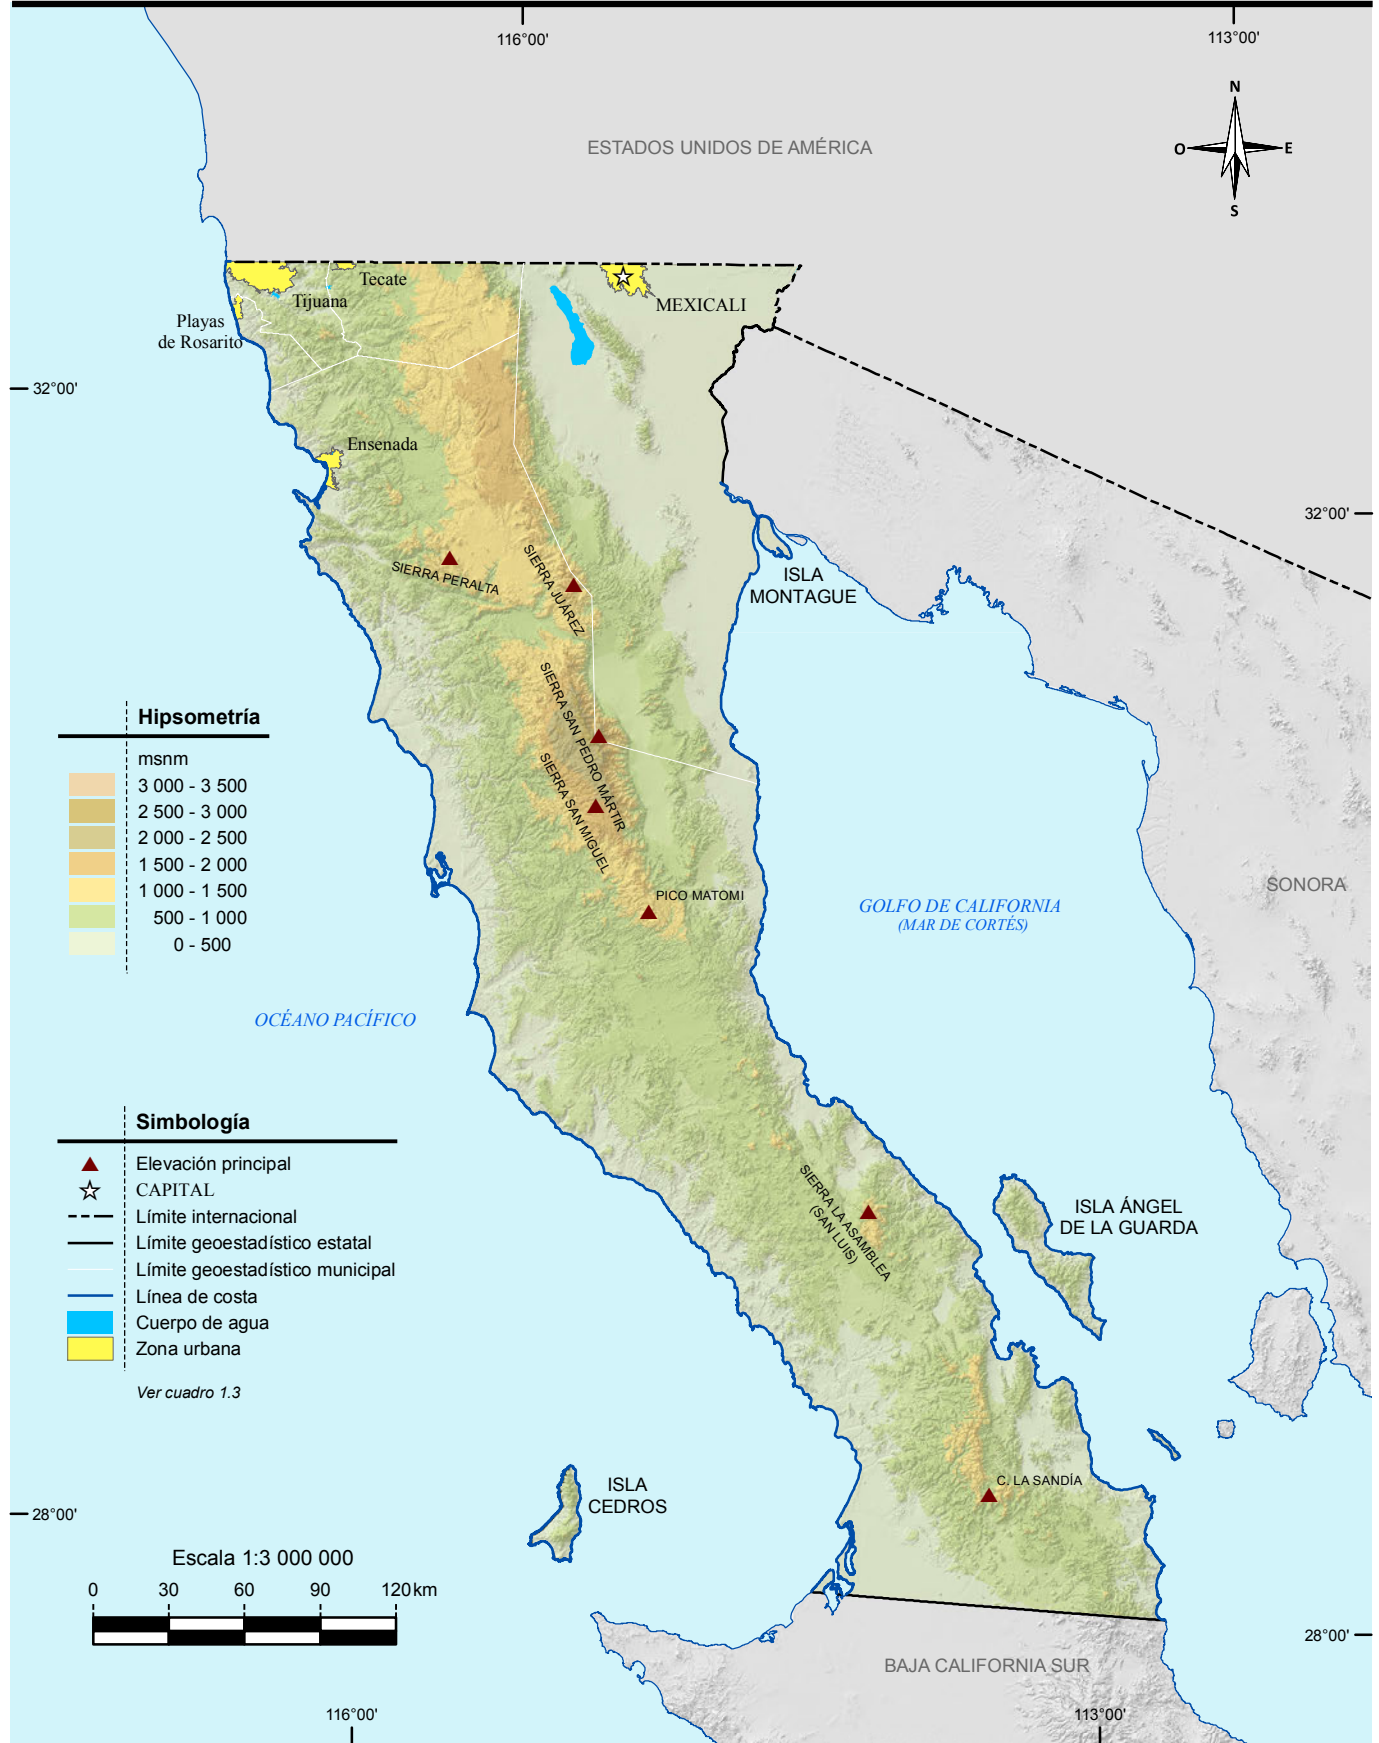 116°00'
113°00'
N
O
E
S
ESTADOS UNIDOS DE AMÉRICA
Tecate
Tijuana
MEXICALI
Playas
de Rosarito
32°00'
Ensenada
32°00'
SIERRA PERALTA
SIERRA JUÁREZ
ISLA
MONTAGUE
SIERRA SAN PEDRO MÁRTIR
SIERRA SAN MIGUEL
Hipsometría
msnm
3 000 - 3 500
2 500 - 3 000
2 000 - 2 500
1 500 - 2 000
1 000 - 1 500
500 - 1 000
0 - 500
PICO MATOMI
SONORA
GOLFO DE CALIFORNIA
(MAR DE CORTÉS)
OCÉANO PACÍFICO
Simbología
Elevación principal
CAPITAL
Límite internacional
Límite geoestadístico estatal
Límite geoestadístico municipal
Línea de costa
Cuerpo de agua
Zona urbana
Ver cuadro 1.3
SIERRA LA ASAMBLEA
(SAN LUIS)
ISLA ÁNGEL
DE LA GUARDA
C. LA SANDÍA
ISLA
CEDROS
28°00'
Escala 1:3 000 000
0 30 60 90 120 km
28°00'
BAJA CALIFORNIA SUR
116°00'
113°00'